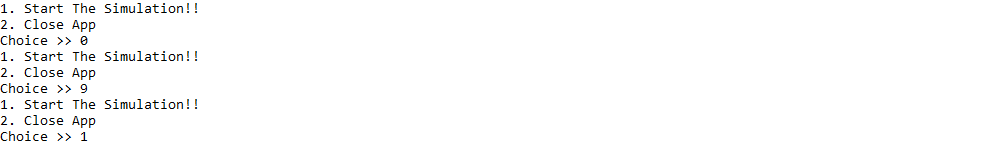 1. Start The Simulation!!
2. Close App
Choice >> 0
1. Start The Simulation!!
2. Close App
Choice >> 9
1. Start The Simulation!!
2. Close App
Choice >> 1